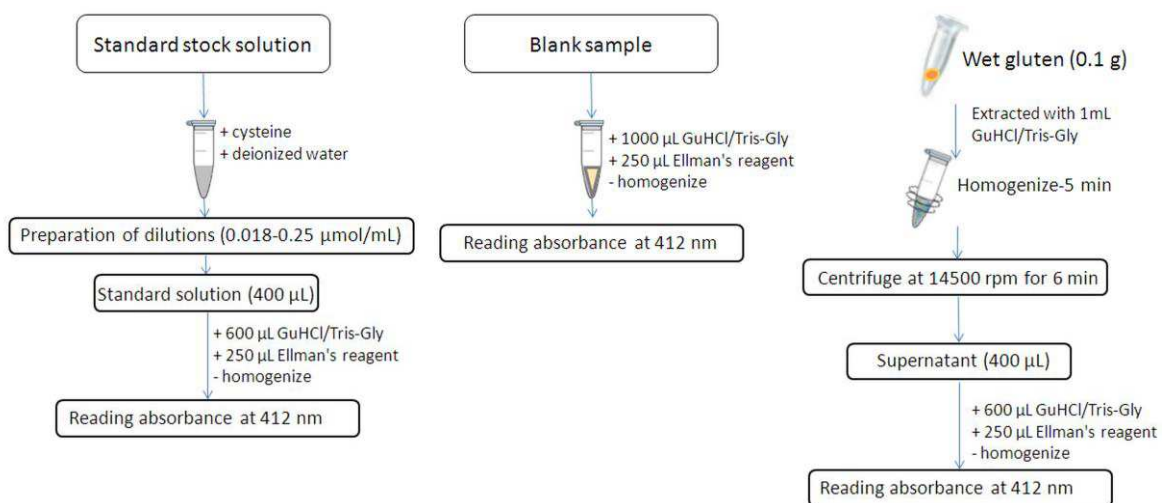 Standard stock solution
+ cysteine
+ deionized water
Preparation of dilutions (0.018-0.25 μmol/mL)
Standard solution (400 μL)
+ 600 μL GuHCl/Tris-Gly
+ 250 μL Ellman's reagent
- homogenize
Reading absorbance at 412 nm
Blank sample
+ 1000 μL GuHCl/Tris-Gly
+ 250 μL Ellman's reagent
- homogenize
Reading absorbance at 412 nm
Wet gluten (0.1 g)
Extracted with 1mL
GuHCl/Tris-Gly
Homogenize-5 min
Centrifuge at 14500 rpm for 6 min
Supernatant (400 μL)
+ 600 μL GuHCl/Tris-Gly
+ 250 μL Ellman's reagent
- homogenize
Reading absorbance at 412 nm